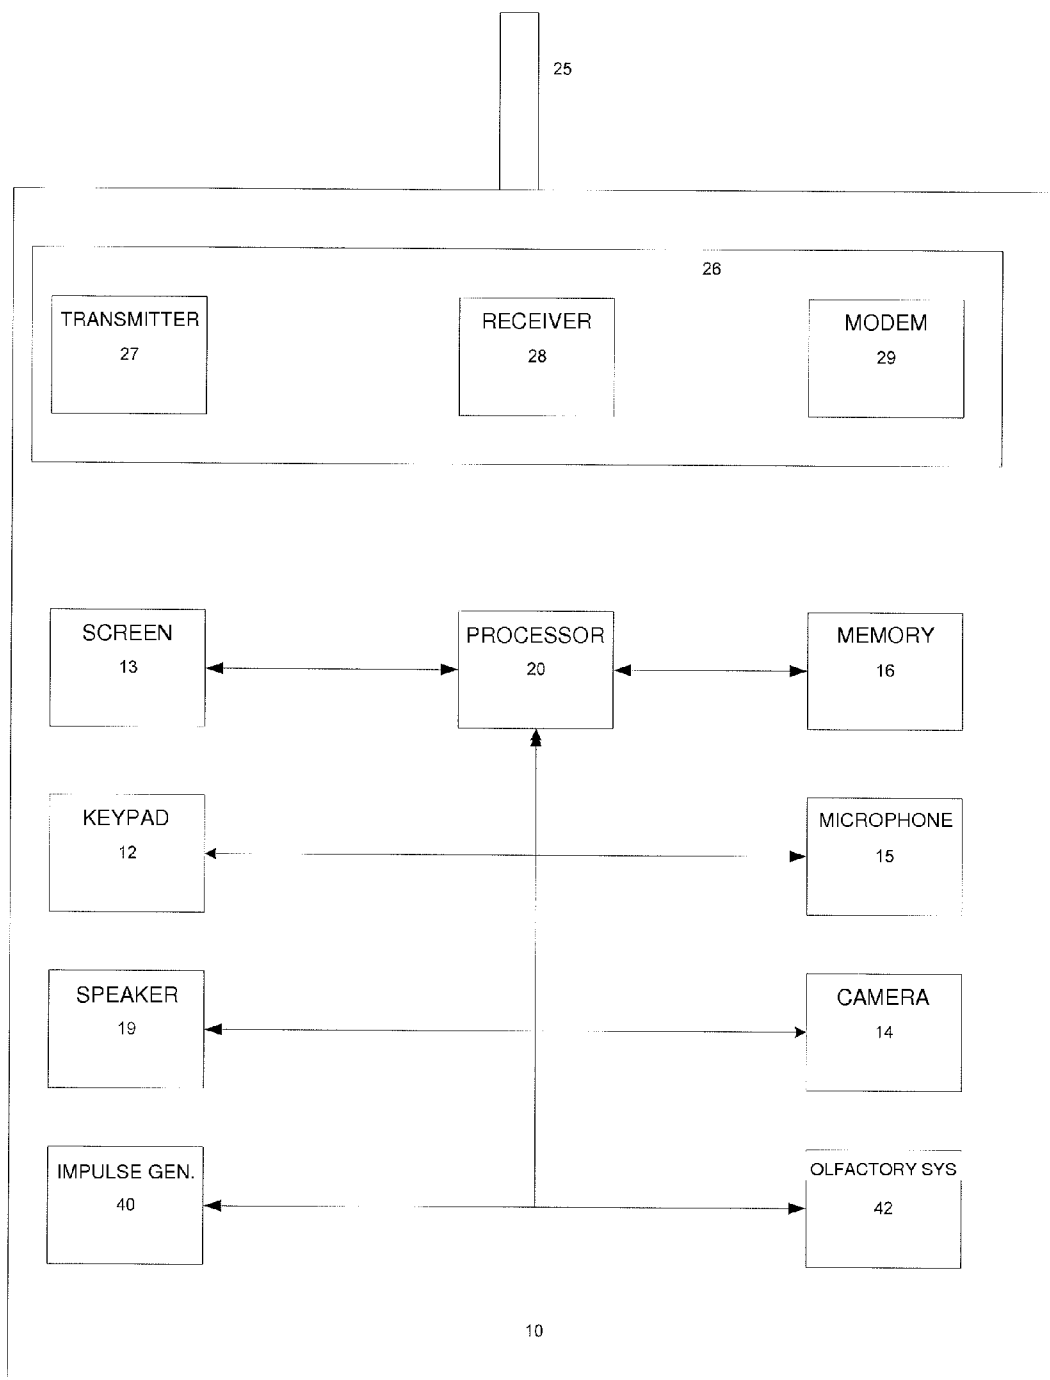 25
26
TRANSMITTER
27
RECEIVER
28
MODEM
29
SCREEN
13
PROCESSOR
20
MEMORY
16
KEYPAD
12
MICROPHONE
15
SPEAKER
19
CAMERA
14
IMPULSE GEN.
40
OLFACTORY SYS
42
10